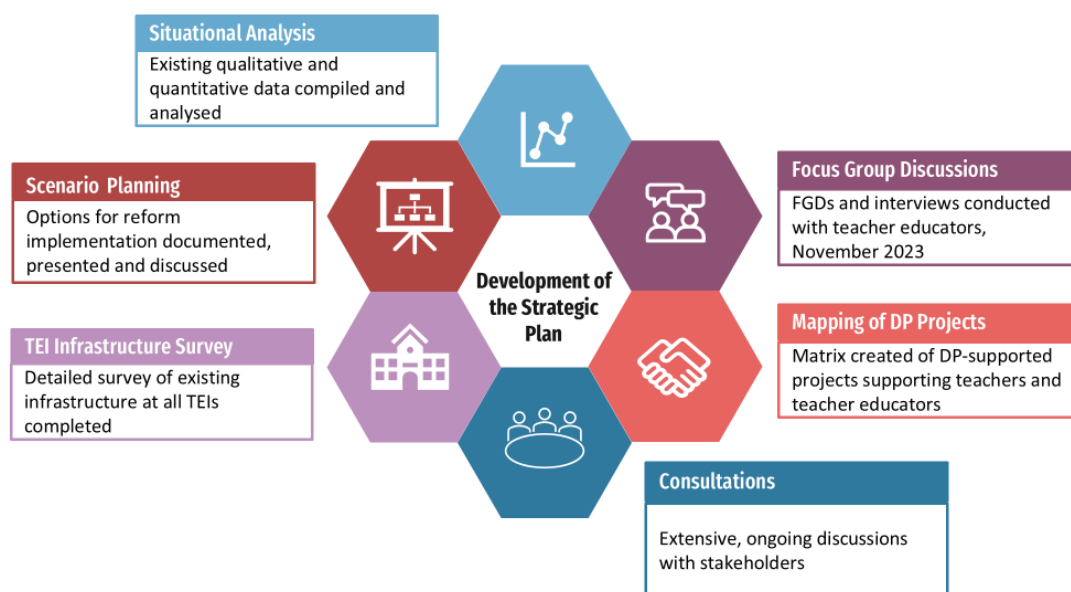 Situational Analysis
Existing qualitative and
quantitative data compiled and
analysed
Scenario Planning
Options for reform
implementation documented,
presented and discussed
Focus Group Discussions
FGDs and interviews conducted
with teacher educators,
November 2023
Development of
the Strategic
Plan
TEI Infrastructure Survey
Detailed survey of existing
infrastructure at all TEIs
completed
Mapping of DP Projects
Matrix created of DP-supported
projects supporting teachers and
teacher educators
Consultations
Extensive, ongoing discussions
with stakeholders